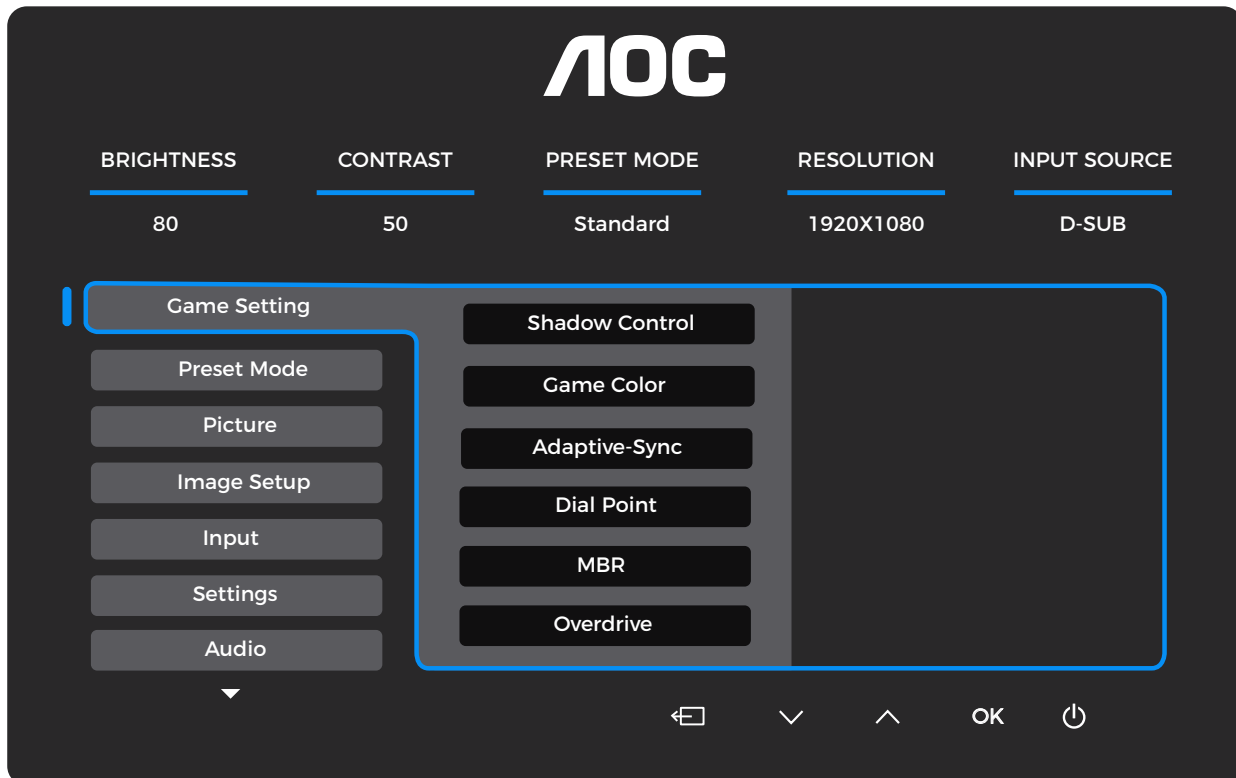 AOC
BRIGHTNESS CONTRAST PRESET MODE RESOLUTION INPUT SOURCE
80 50 Standard 1920X1080 D-SUB
Game Setting
Preset Mode
Picture
Image Setup
Input
Settings
Audio
Shadow Control
Game Color
Adaptive-Sync
Dial Point
MBR
Overdrive
OK